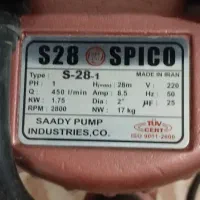 S28 SPICO
Type : S-28-1 MADE IN IRAN
PH : 1 H(max) : 28m V : 220
Q : 450 l/min Amp : 8.5 Hz : 50
KW : 1.75 Dia : 2" µF : 25
RPM : 2800 NW : 17 kg
SAADY PUMP
INDUSTRIES,CO.
TÜV
CERT
ISO 9001-2000